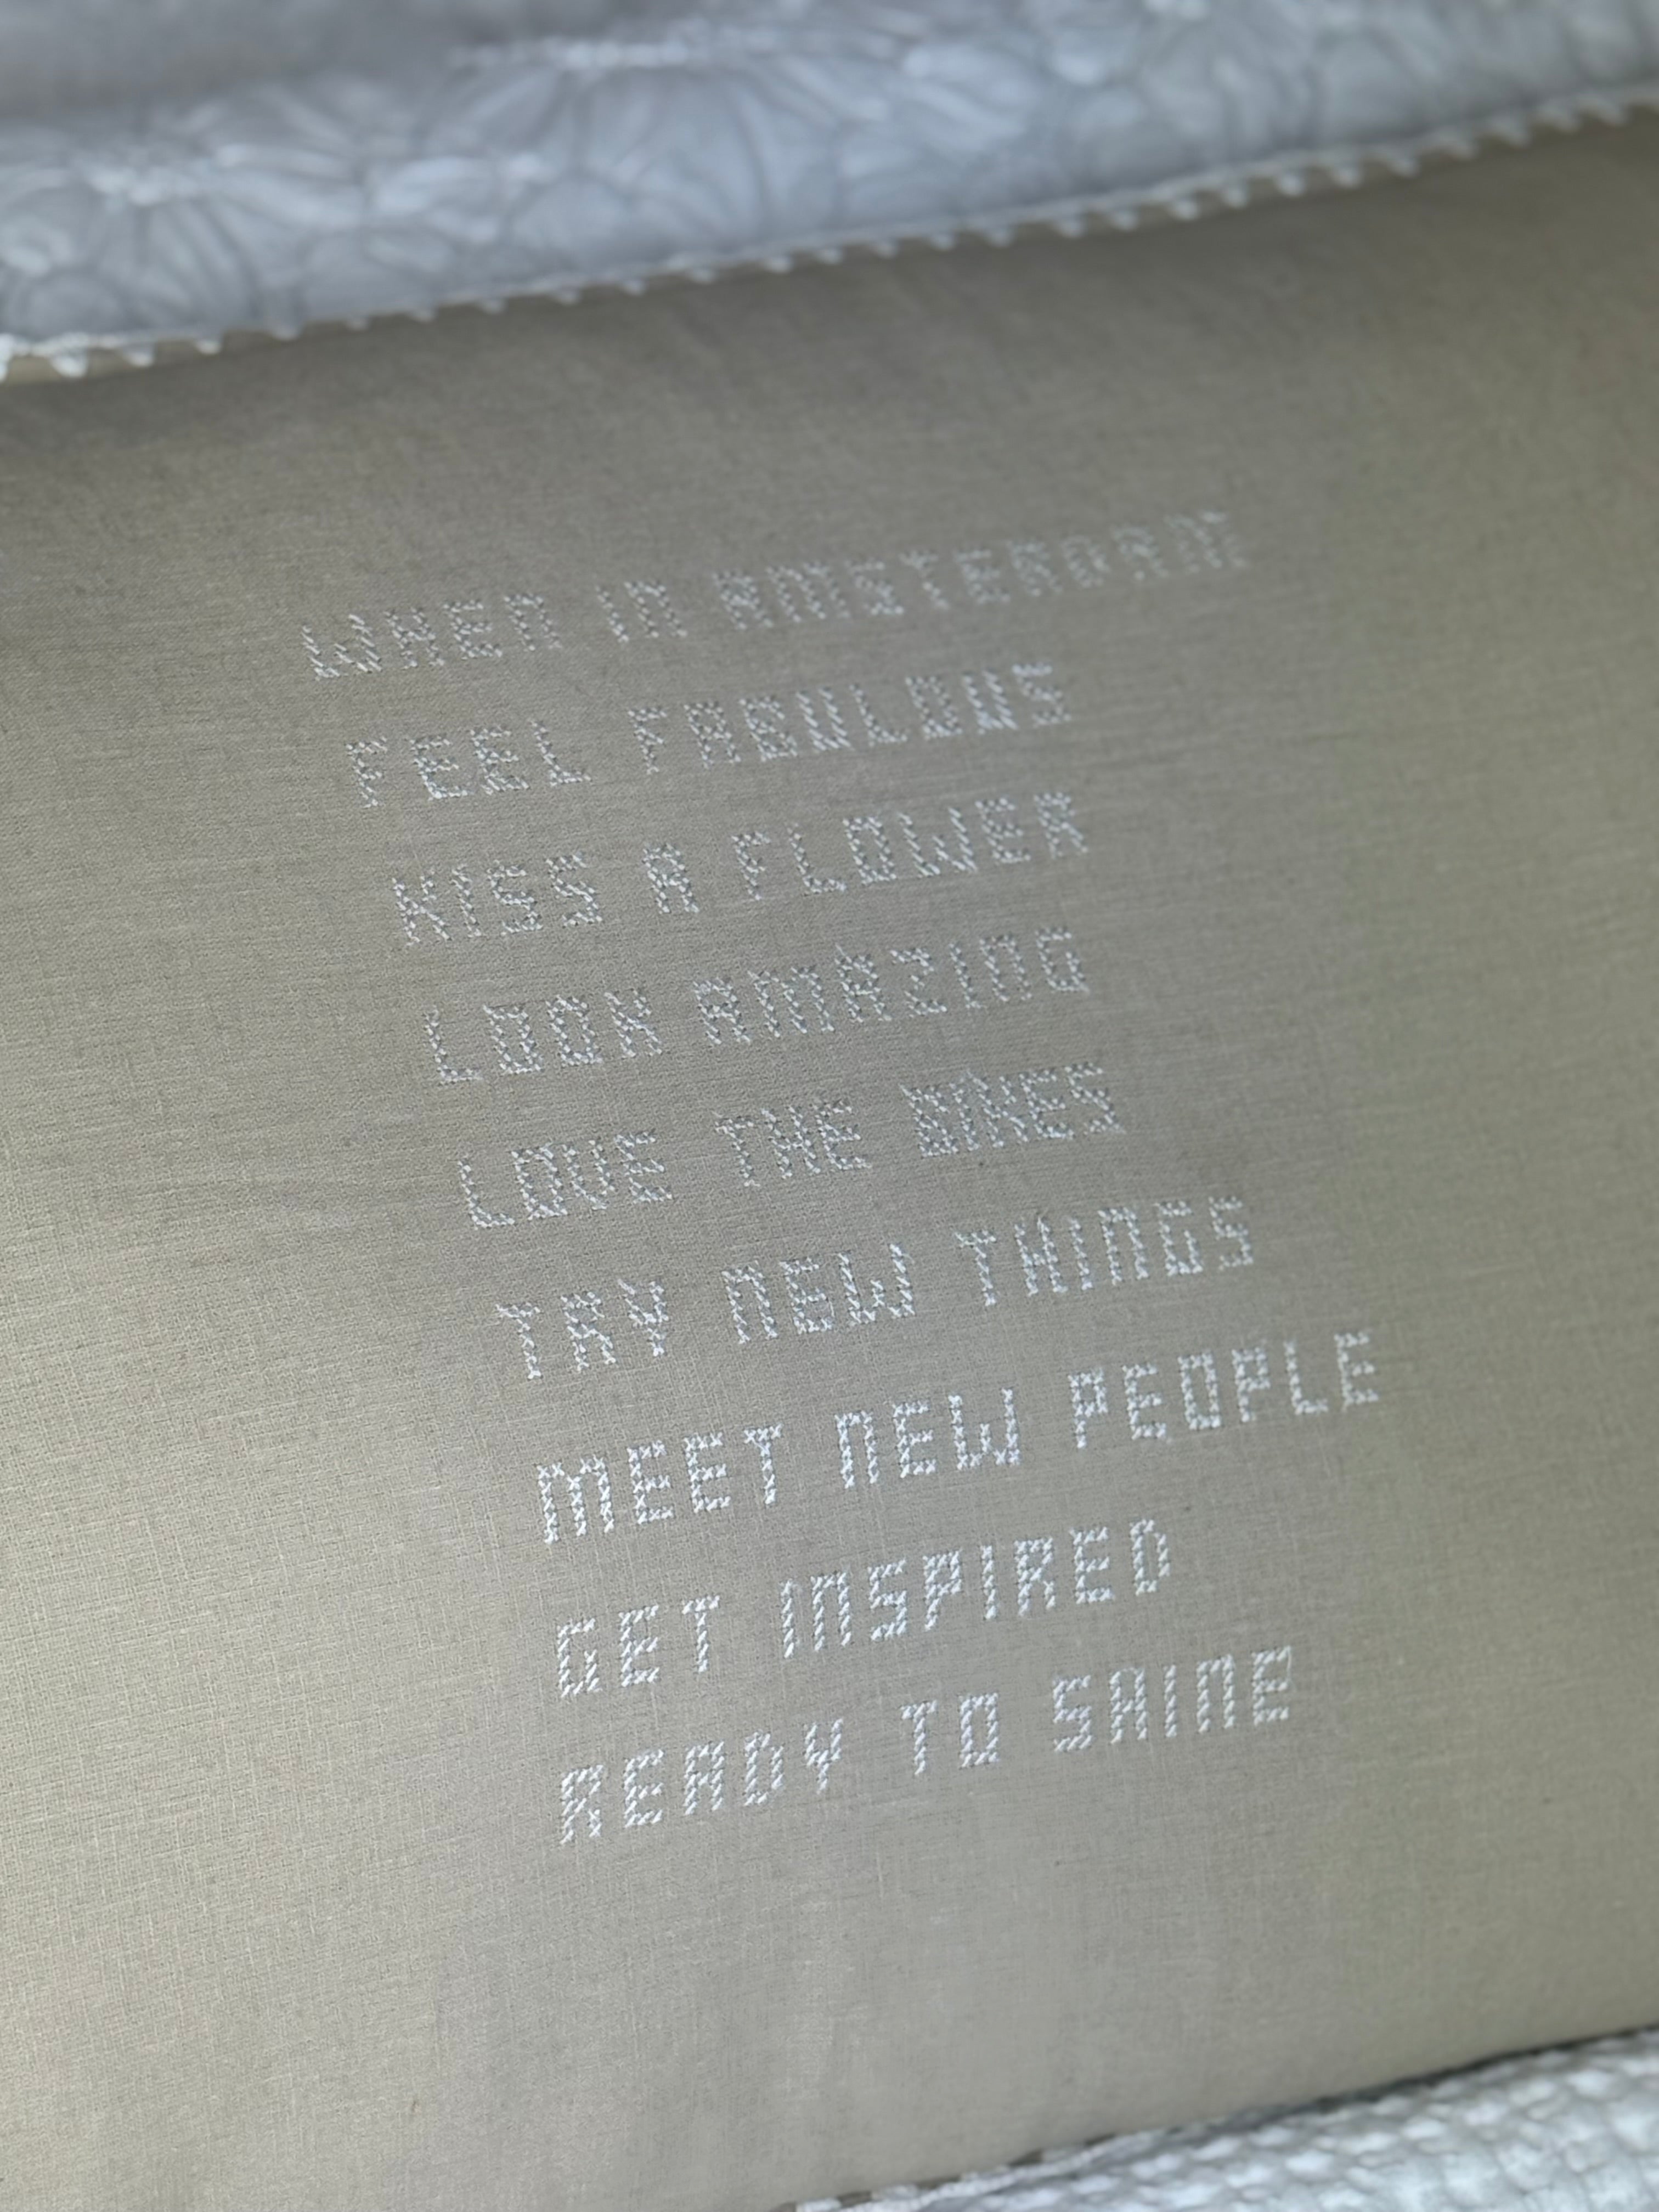 WHEN IN AMSTERDAM
FEEL FABULOUS
KISS A FLOWER
LOOK AMAZING
LOVE THE BIKES
TRY NEW THINGS
MEET NEW PEOPLE
GET INSPIRED
READY TO SHINE